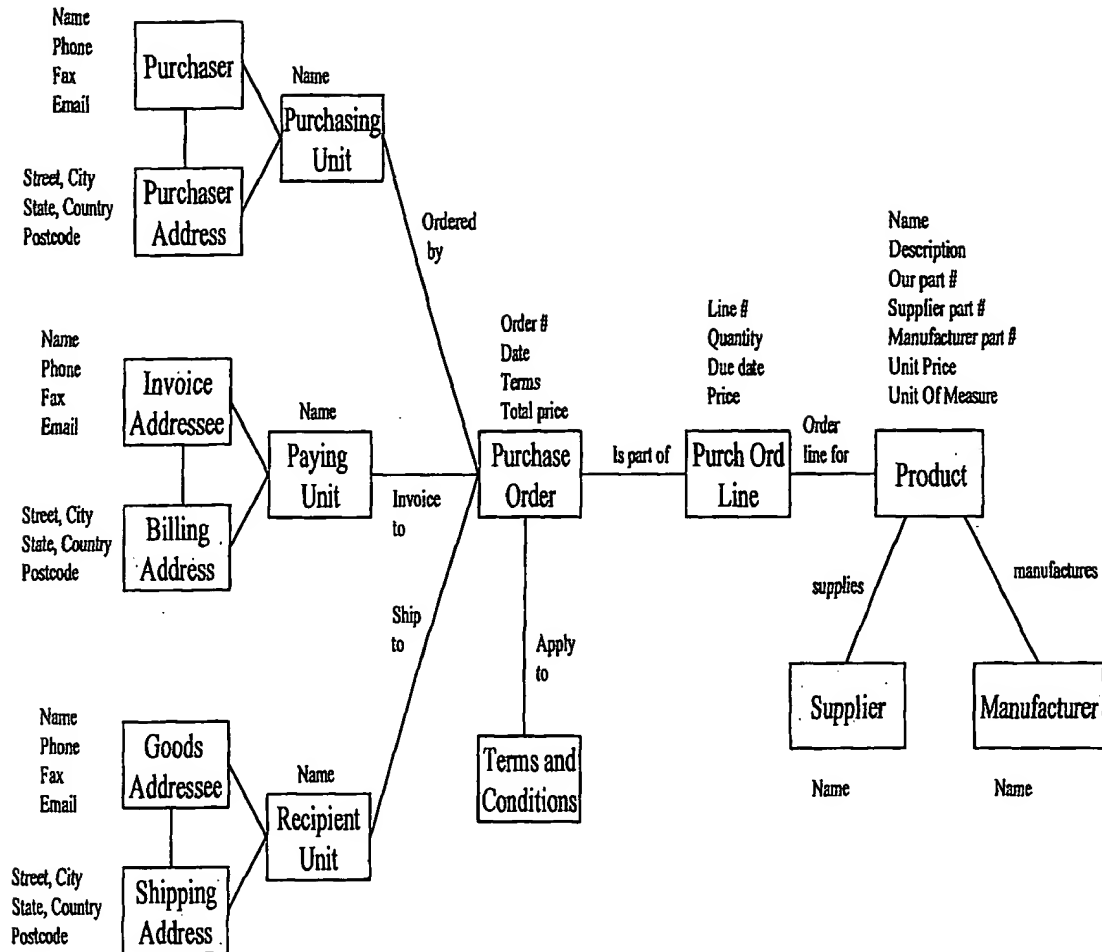 Name
Phone
Fax
Email
Purchaser
Name
Purchasing
Unit
Street, City
State, Country
Postcode
Purchaser
Address
Ordered
by
Name
Phone
Fax
Email
Invoice
Addressee
Name
Paying
Unit
Street, City
State, Country
Postcode
Billing
Address
Invoice
to
Order #
Date
Terms
Total price
Purchase
Order
Is part of
Line #
Quantity
Due date
Price
Purch Ord
Line
Order
line for
Name
Description
Our part #
Supplier part #
Manufacturer part #
Unit Price
Unit Of Measure
Product
supplies
manufactures
Supplier
Name
Manufacturer
Name
Ship
to
Apply
to
Terms and
Conditions
Name
Phone
Fax
Email
Goods
Addressee
Name
Recipient
Unit
Street, City
State, Country
Postcode
Shipping
Address